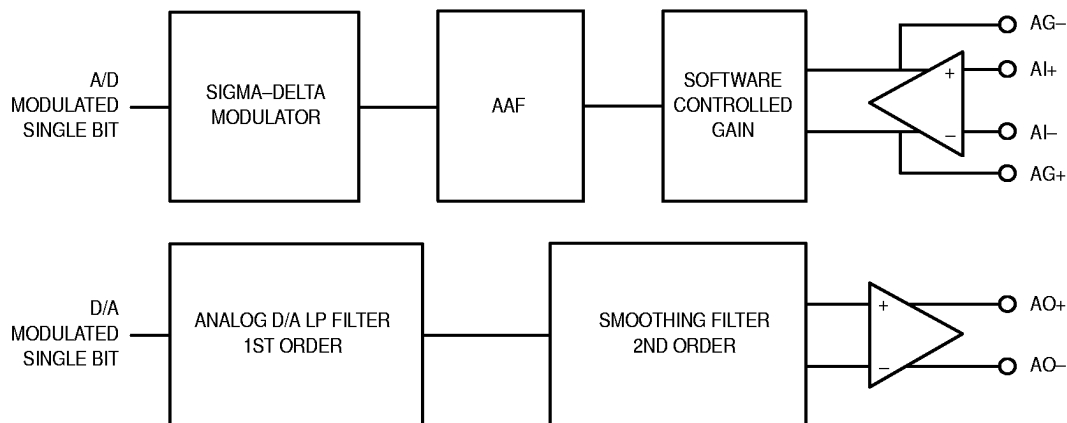 A/D
MODULATED
SINGLE BIT
SIGMA–DELTA
MODULATOR
AAF
SOFTWARE
CONTROLLED
GAIN
+
–
AG–
AI+
AI–
AG+
D/A
MODULATED
SINGLE BIT
ANALOG D/A LP FILTER
1ST ORDER
SMOOTHING FILTER
2ND ORDER
+
–
AO+
AO–